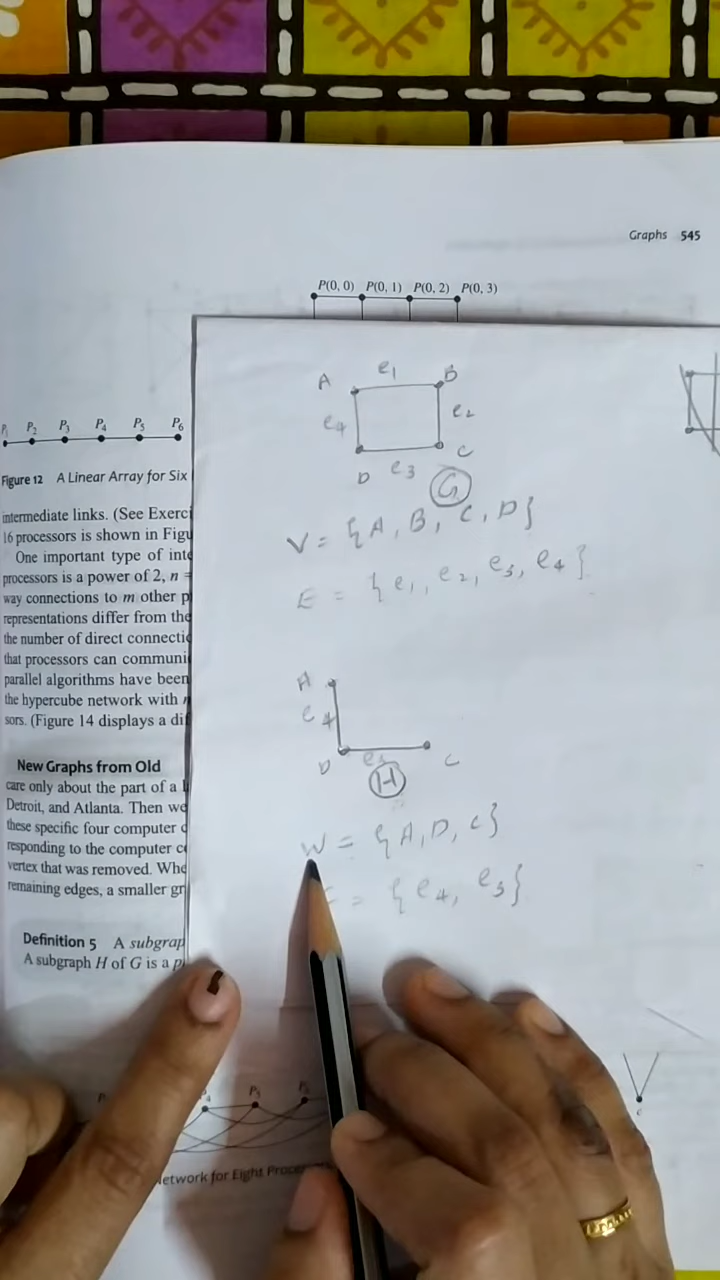 Graphs 545
P(0, 0) P(0, 1) P(0, 2) P(0, 3)
P1 P2 P3 P4 P5 P6
Figure 12 A Linear Array for Six
intermediate links. (See Exerci
16 processors is shown in Figu
One important type of inte
processors is a power of 2, n =
way connections to m other p
representations differ from the
the number of direct connectio
that processors can communi
parallel algorithms have been
the hypercube network with
sors. (Figure 14 displays a dif
New Graphs from Old
care only about the part of a l
Detroit, and Atlanta. Then we
these specific four computer c
responding to the computer ce
vertex that was removed. Whe
remaining edges, a smaller gr
Definition 5 A subgrap
A subgraph H of G is a p
etwork for Eight Proce
A e1 B
e4 e2
D e3 C
G
V = {A, B, C, D}
E = {e1, e2, e3, e4}
A
e4
D e3 C
H
W = {A, D, C}
= {e4, e3}